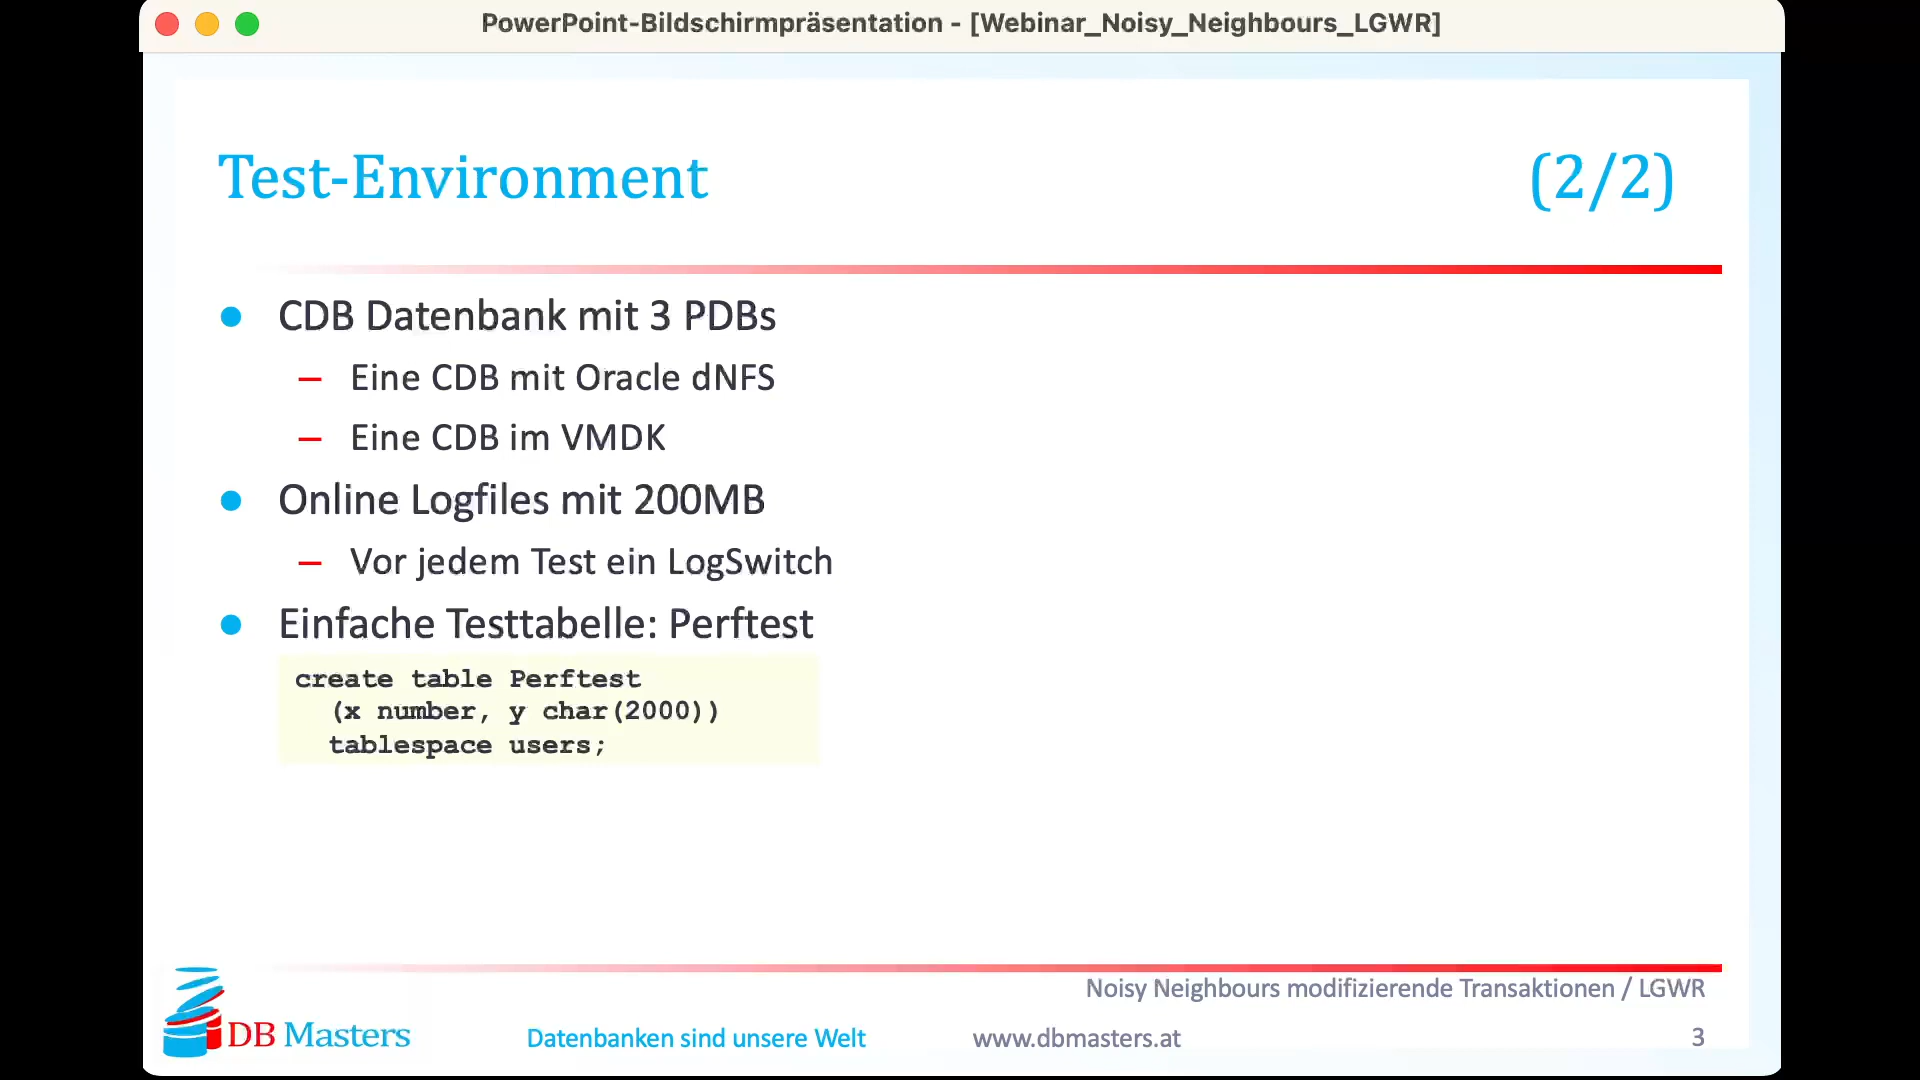 PowerPoint-Bildschirmpräsentation - [Webinar_Noisy_Neighbours_LGWR]
Test-Environment (2/2)
● CDB Datenbank mit 3 PDBs
– Eine CDB mit Oracle dNFS
– Eine CDB im VMDK
● Online Logfiles mit 200MB
– Vor jedem Test ein LogSwitch
● Einfache Testtabelle: Perftest
create table Perftest
(x number, y char(2000))
tablespace users;
Noisy Neighbours modifizierende Transaktionen / LGWR
DB Masters Datenbanken sind unsere Welt www.dbmasters.at 3